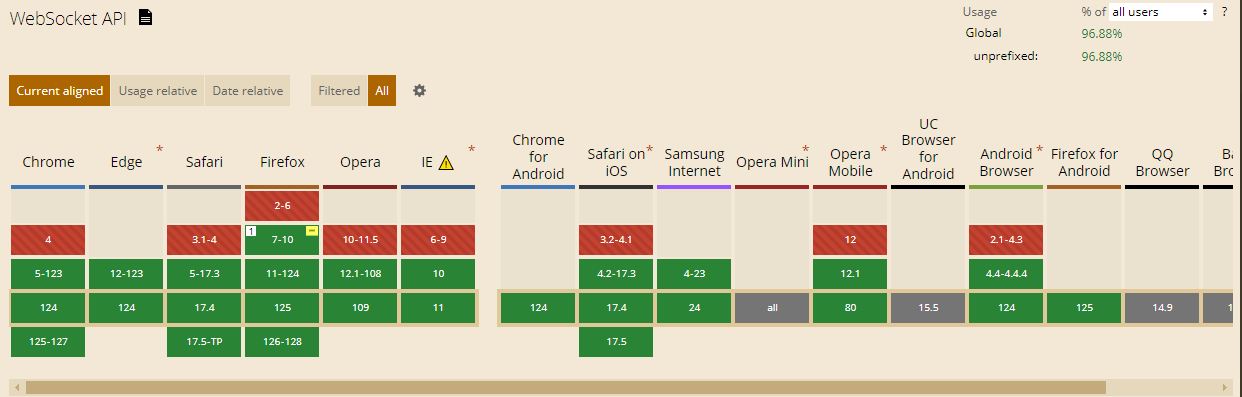 WebSocket API
Usage % of all users ?
Global 96.88%
unprefixed: 96.88%
Current aligned Usage relative Date relative Filtered All
Chrome Edge * Safari Firefox Opera IE *
Chrome for Android Safari on iOS * Samsung Internet Opera Mini * Opera Mobile * UC Browser for Android Android Browser * Firefox for Android QQ Browser Ba Bro
2-6
4 3.1-4 1 7-10 10-11.5 6-9 3.2-4.1 12 2.1-4.3
5-123 12-123 5-17.3 11-124 12.1-108 10 4.2-17.3 4-23 12.1 4.4-4.4.4
124 124 17.4 125 109 11 124 17.4 24 all 80 15.5 124 125 14.9 1
125-127 17.5-TP 126-128 17.5